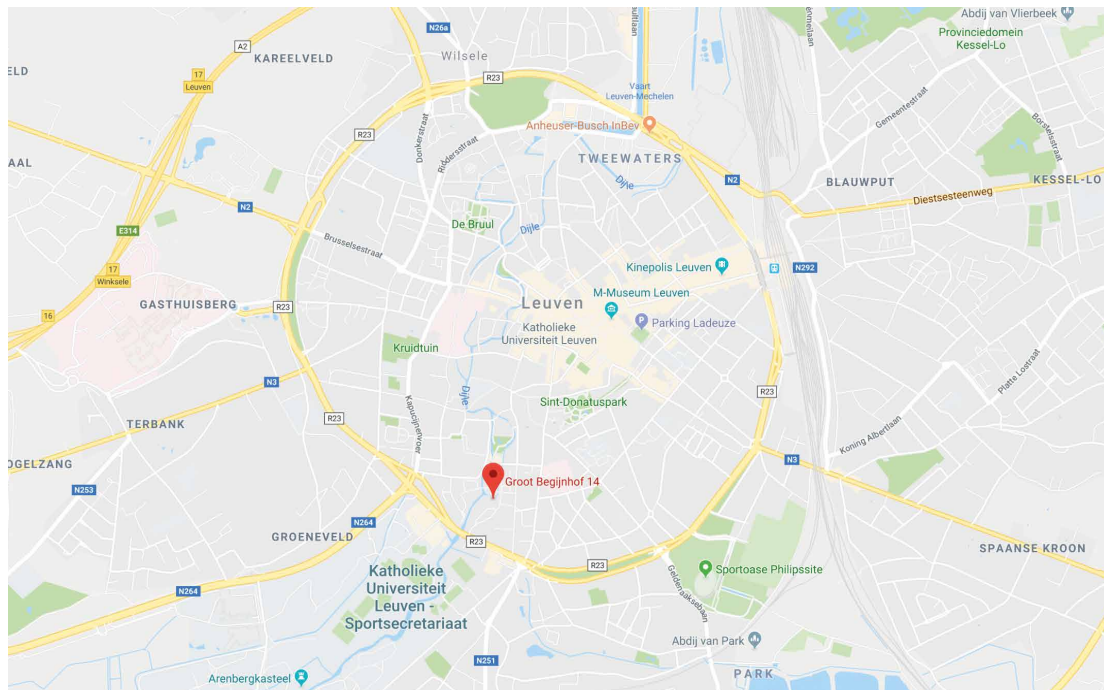 Abdij van Vlierbeek
Provinciedomein
Kessel-Lo
N26a
A2
KAREELVELD
Wilsele
17
Leuven
R23
Vaart
Leuven-Mechelen
Gemeentestraat
Borstelsstraat
Anheuser-Busch InBev
R23
Donkerstraat
Riddersstraat
TWEEWATERS
Dijle
N2
BLAUWPUT
KESSEL-LO
Diestsesteenweg
N2
De Bruul
Dijle
E314
Brusselsestraat
17
Winksele
Kinepolis Leuven
N292
GASTHUISBERG
R23
Leuven
M-Museum Leuven
16
Katholieke
Universiteit Leuven
Parking Ladeuze
Kruidtuin
Platte Lostraat
N3
Dijle
Kapucijnenvoer
Sint-Donatuspark
R23
R23
TERBANK
Koning Albertlaan
OGELZANG
N3
N253
Groot Begijnhof 14
N264
GROENEVELD
R23
R23
SPAANSE KROON
Katholieke
Universiteit
Leuven -
Sportsecretariaat
Sportoase Philipssite
Geldenaaksebaan
N264
Abdij van Park
N251
PARK
Arenbergkasteel